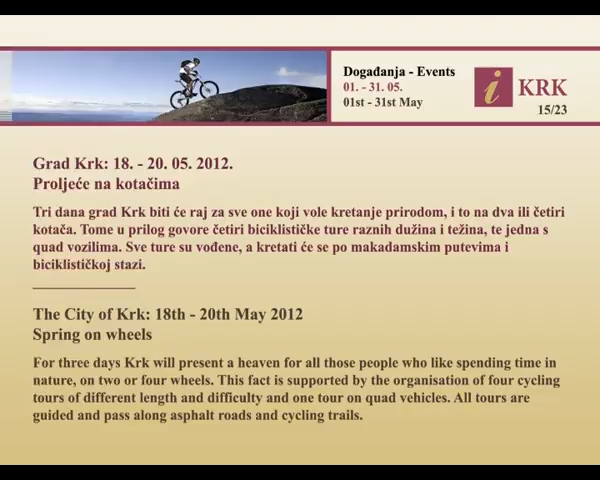 Događanja - Events
01. - 31. 05.
01st - 31st May
i KRK
15/23
Grad Krk: 18. - 20. 05. 2012.
Proljeće na kotačima
Tri dana grad Krk biti će raj za sve one koji vole kretanje prirodom, i to na dva ili četiri
kotača. Tome u prilog govore četiri biciklističke ture raznih dužina i težina, te jedna s
quad vozilima. Sve ture su vođene, a kretati će se po makadamskim putevima i
biciklističkoj stazi.
The City of Krk: 18th - 20th May 2012
Spring on wheels
For three days Krk will present a heaven for all those people who like spending time in
nature, on two or four wheels. This fact is supported by the organisation of four cycling
tours of different length and difficulty and one tour on quad vehicles. All tours are
guided and pass along asphalt roads and cycling trails.